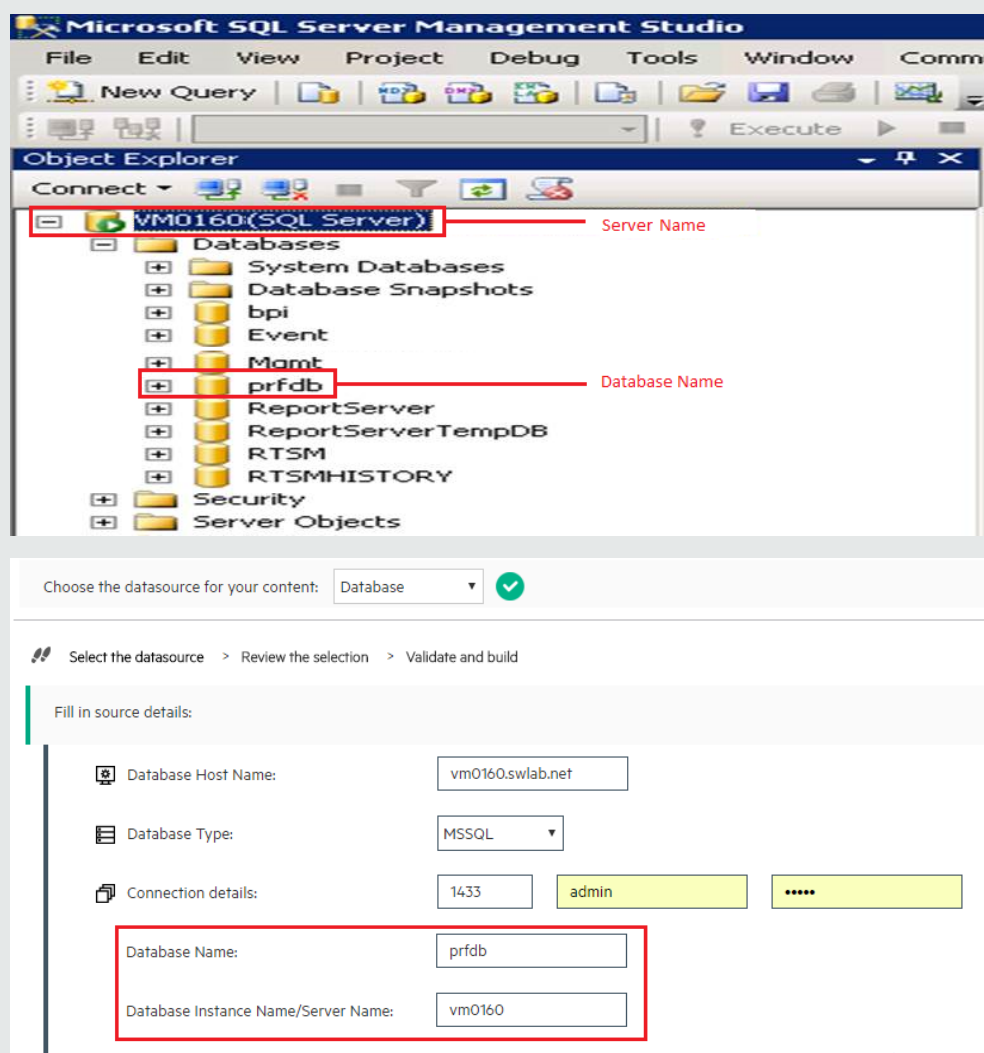 Microsoft SQL Server Management Studio
File Edit View Project Debug Tools Window Comm
New Query MDX DMX XMLA
Execute
Object Explorer
Connect
VM0160(SQL Server) Server Name
Databases
System Databases
Database Snapshots
bpi
Event
Mgmt
prfdb Database Name
ReportServer
ReportServerTempDB
RTSM
RTSMHISTORY
Security
Server Objects
Choose the datasource for your content: Database
Select the datasource > Review the selection > Validate and build
Fill in source details:
Database Host Name: vm0160.swlab.net
Database Type: MSSQL
Connection details: 1433 admin •••••
Database Name: prfdb
Database Instance Name/Server Name: vm0160